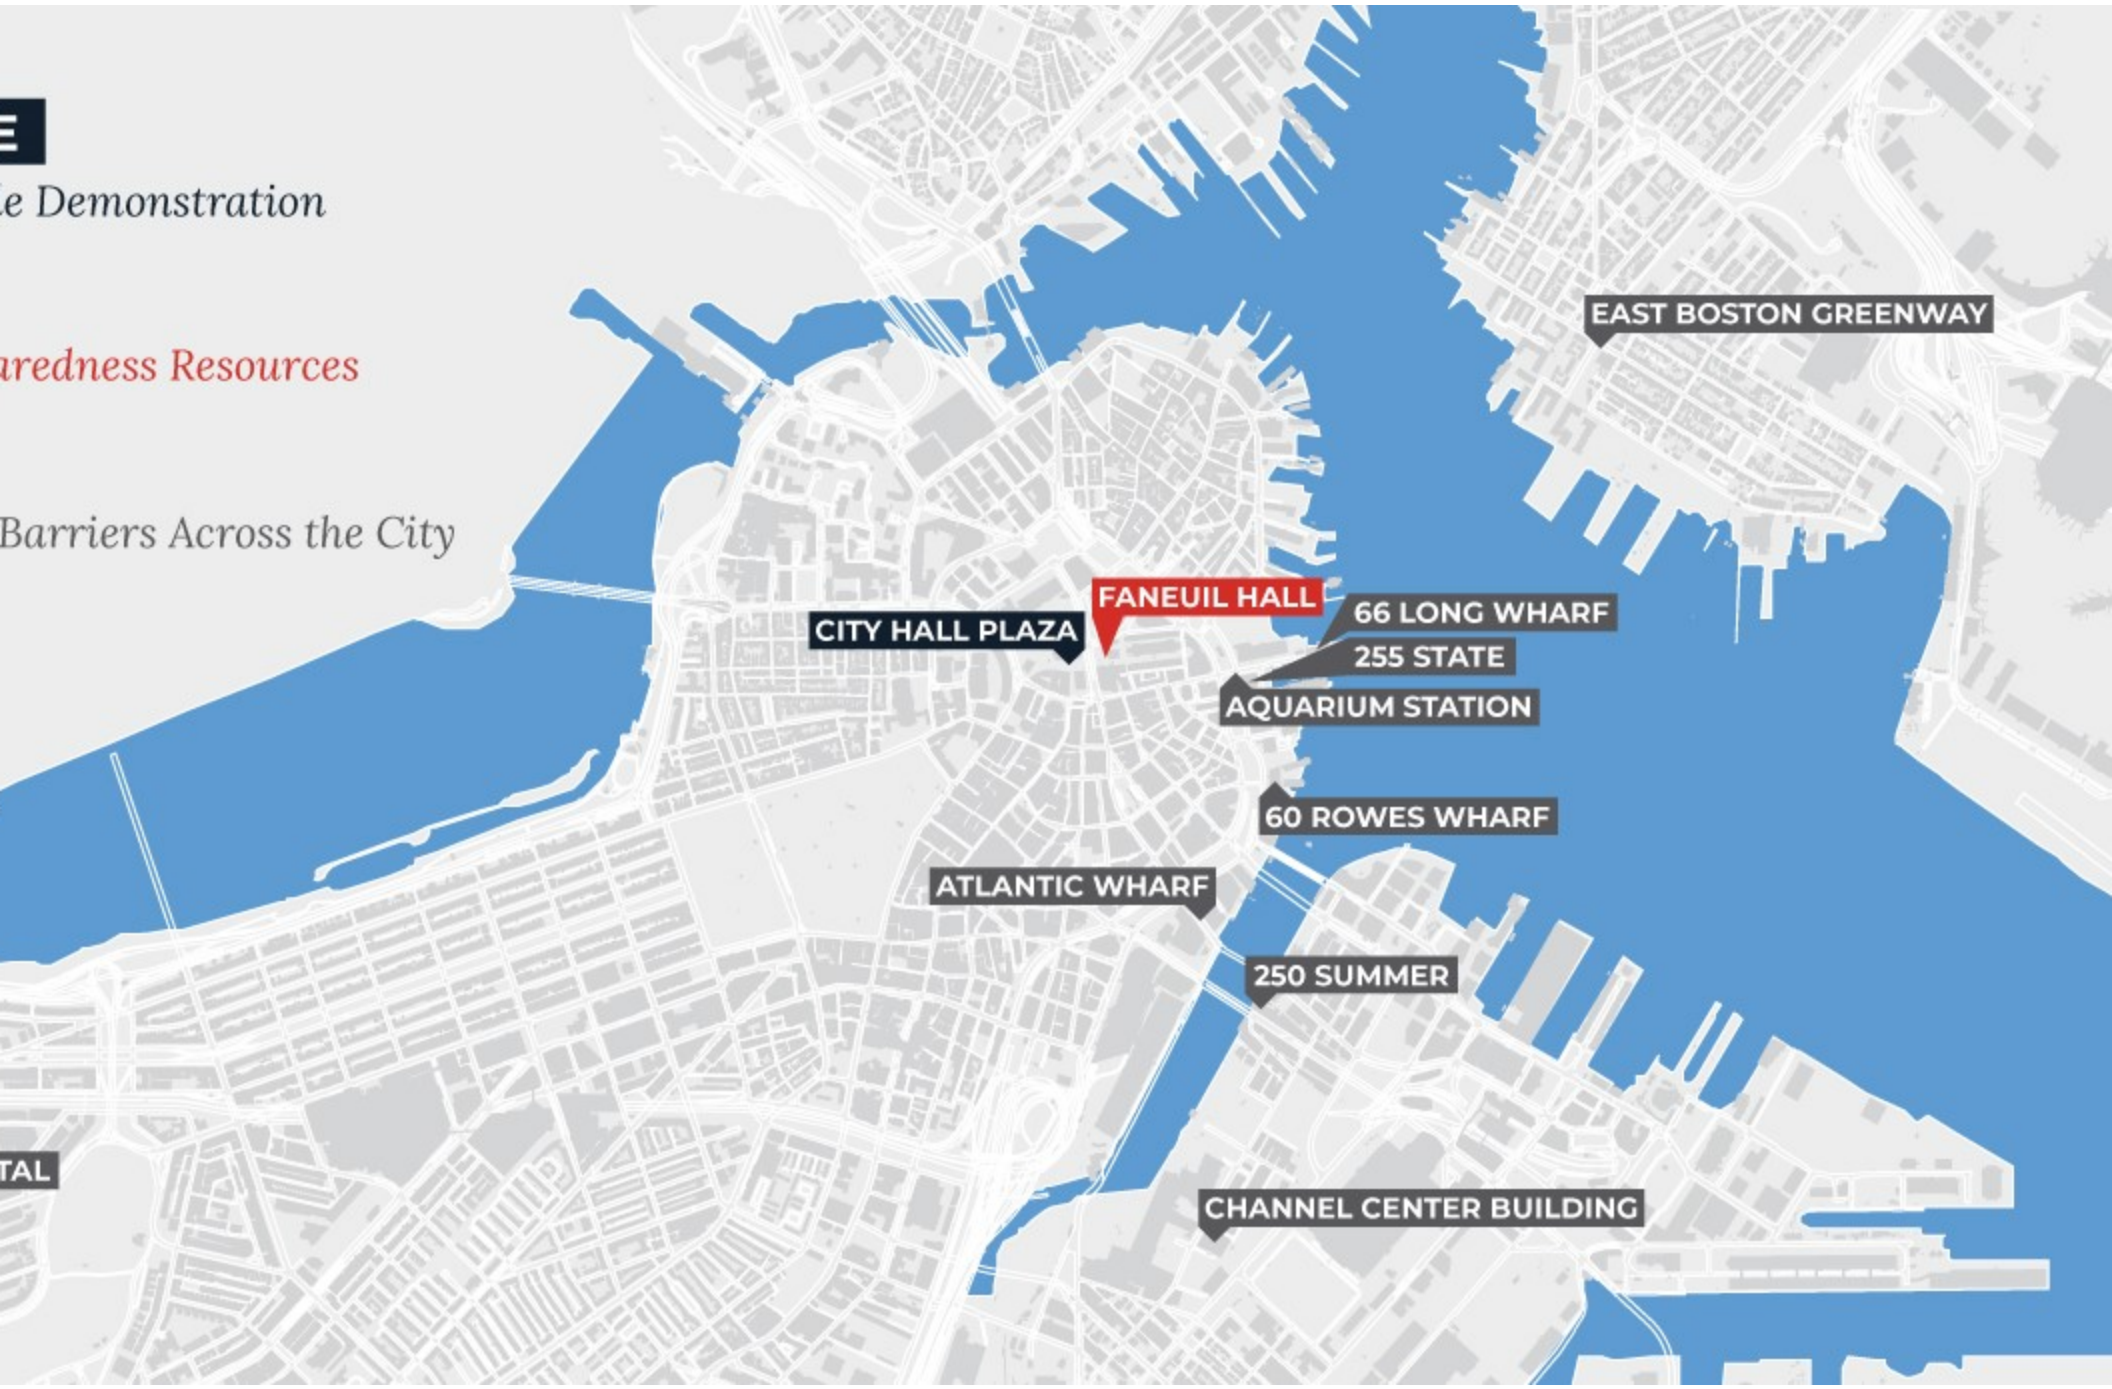 E
le Demonstration
aredness Resources
Barriers Across the City
EAST BOSTON GREENWAY
FANEUIL HALL
CITY HALL PLAZA
66 LONG WHARF
255 STATE
AQUARIUM STATION
60 ROWES WHARF
ATLANTIC WHARF
250 SUMMER
TAL
CHANNEL CENTER BUILDING